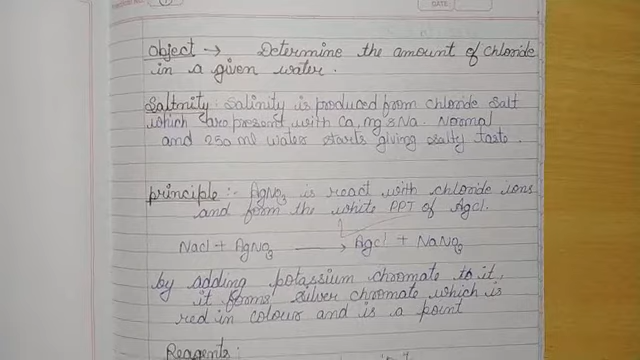 DATE
Object → Determine the amount of chloride
in a given water.
Saltnity: Salinity is produced from chloride salt
which are present with Ca, mg & Na. Normal
and 250 ml water starts giving salty taste.
principle:- AgNO3 is react with chloride ions
and form the white PPT of Agcl.
Nacl + AgNO3 → Agcl + NaNO3
by adding potassium chromate to it,
it forms silver chromate which is
red in colour and is a point
Reagents: